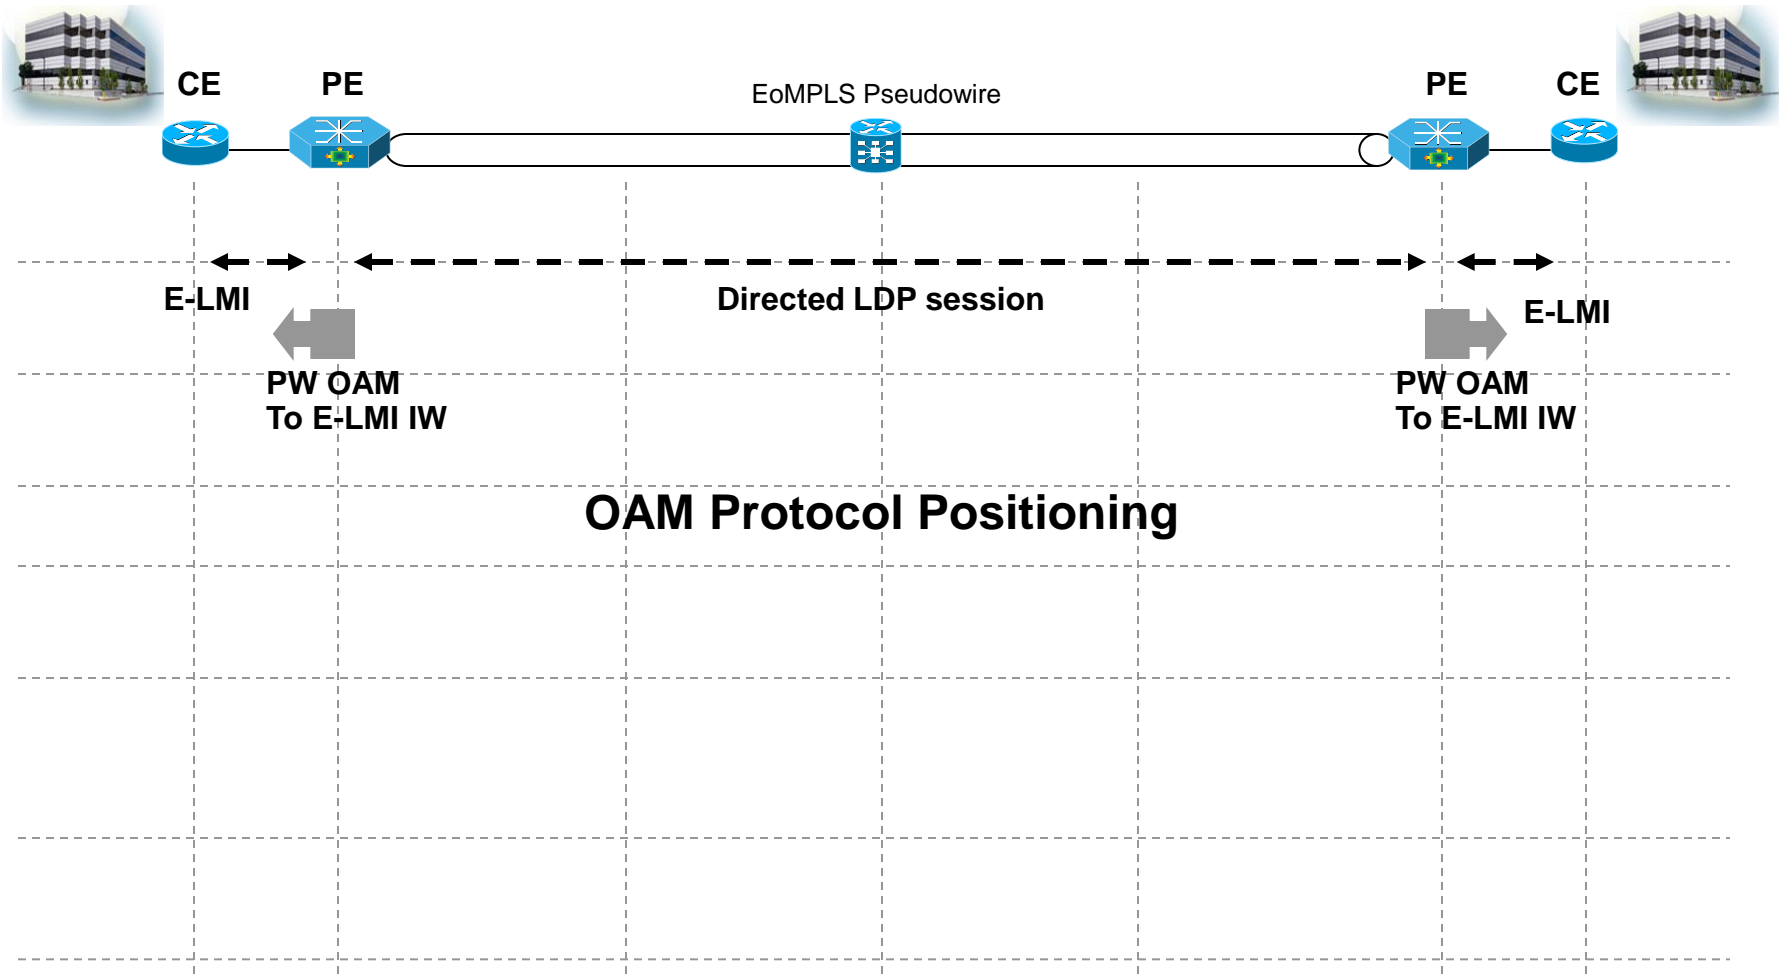 CE
PE
EoMPLS Pseudowire
PE
CE
E-LMI
Directed LDP session
E-LMI
PW OAM
To E-LMI IW
PW OAM
To E-LMI IW
OAM Protocol Positioning